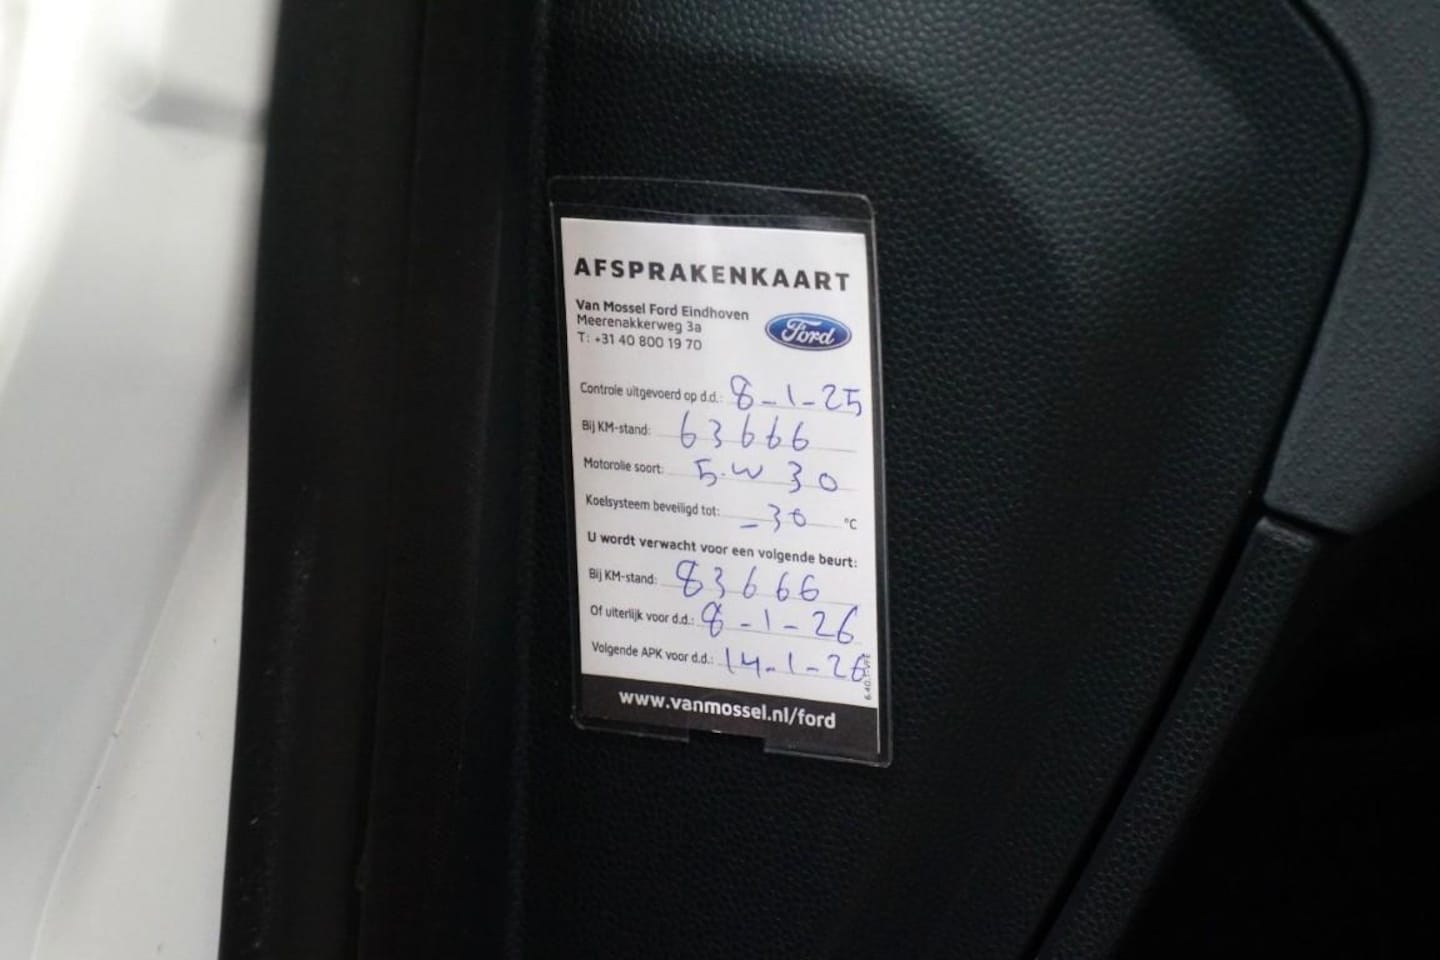 AFSPRAKENKAART
Van Mossel Ford Eindhoven
Meerenakkerweg 3a
T: +31 40 800 19 70
Ford
Controle uitgevoerd op d.d.: 8-1-25
Bij KM-stand: 63666
Motorolie soort: 5.W 30
Koelsysteem beveiligd tot: -30 °C
U wordt verwacht voor een volgende beurt:
Bij KM-stand: 83666
Of uiterlijk voor d.d.: 8-1-26
Volgende APK voor d.d.: 14-1-26
www.vanmossel.nl/ford